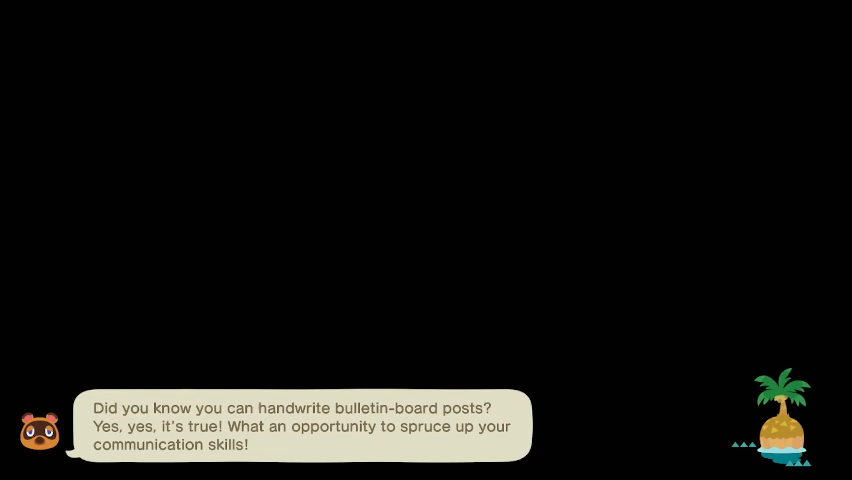 Did you know you can handwrite bulletin-board posts?
Yes, yes, it's true! What an opportunity to spruce up your
communication skills!